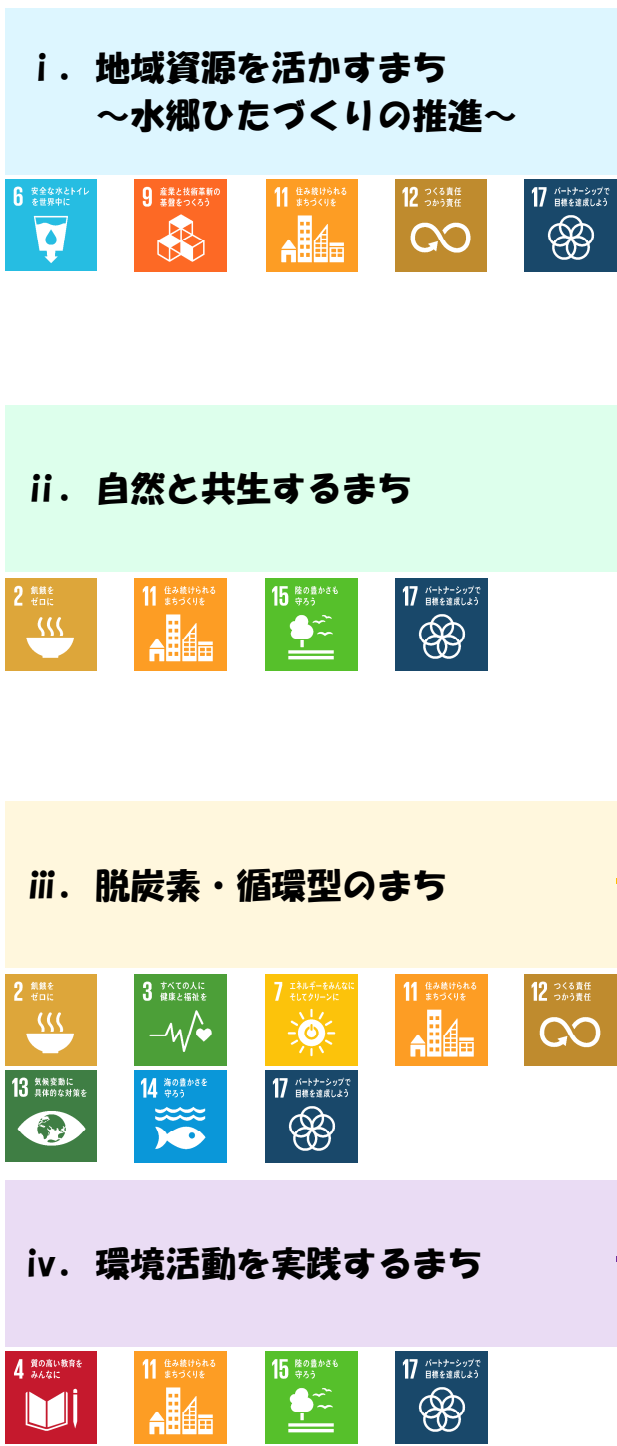 ⅰ．地域資源を活かすまち
～水郷ひたづくりの推進～
6 安全な水とトイレ
を世界中に
9 産業と技術革新の
基盤をつくろう
11 住み続けられる
まちづくりを
12 つくる責任
つかう責任
17 パートナーシップで
目標を達成しよう
ⅱ．自然と共生するまち
2 飢餓を
ゼロに
11 住み続けられる
まちづくりを
15 陸の豊かさも
守ろう
17 パートナーシップで
目標を達成しよう
ⅲ．脱炭素・循環型のまち
2 飢餓を
ゼロに
3 すべての人に
健康と福祉を
7 エネルギーをみんなに
そしてクリーンに
11 住み続けられる
まちづくりを
12 つくる責任
つかう責任
13 気候変動に
具体的な対策を
14 海の豊かさを
守ろう
17 パートナーシップで
目標を達成しよう
ⅳ．環境活動を実践するまち
4 質の高い教育を
みんなに
11 住み続けられる
まちづくりを
15 陸の豊かさも
守ろう
17 パートナーシップで
目標を達成しよう